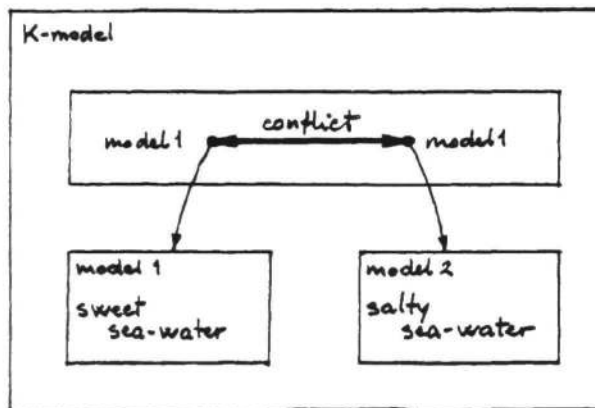 K-model
conflict
model 1 model 1
model 1
sweet
sea-water
model 2
salty
sea-water